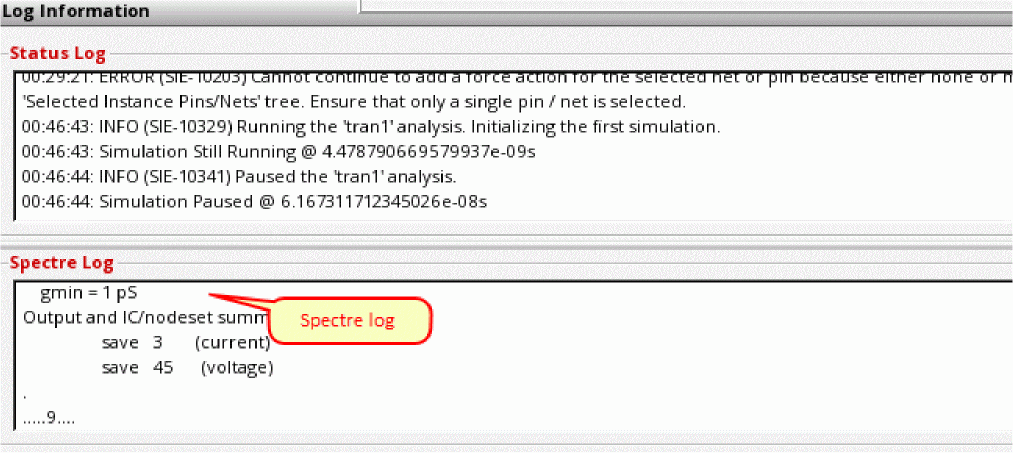 Log Information
Status Log
00:29:21: ERROR (SIE-10203) Cannot continue to add a force action for the selected net or pin because either none or
'Selected Instance Pins/Nets' tree. Ensure that only a single pin / net is selected.
00:46:43: INFO (SIE-10329) Running the 'tran1' analysis. Initializing the first simulation.
00:46:43: Simulation Still Running @ 4.478790669579937e-09s
00:46:44: INFO (SIE-10341) Paused the 'tran1' analysis.
00:46:44: Simulation Paused @ 6.167311712345026e-08s
Spectre Log
gmin = 1 pS
Output and IC/nodeset summ
Spectre log
save 3 (current)
save 45 (voltage)
.
.....9....